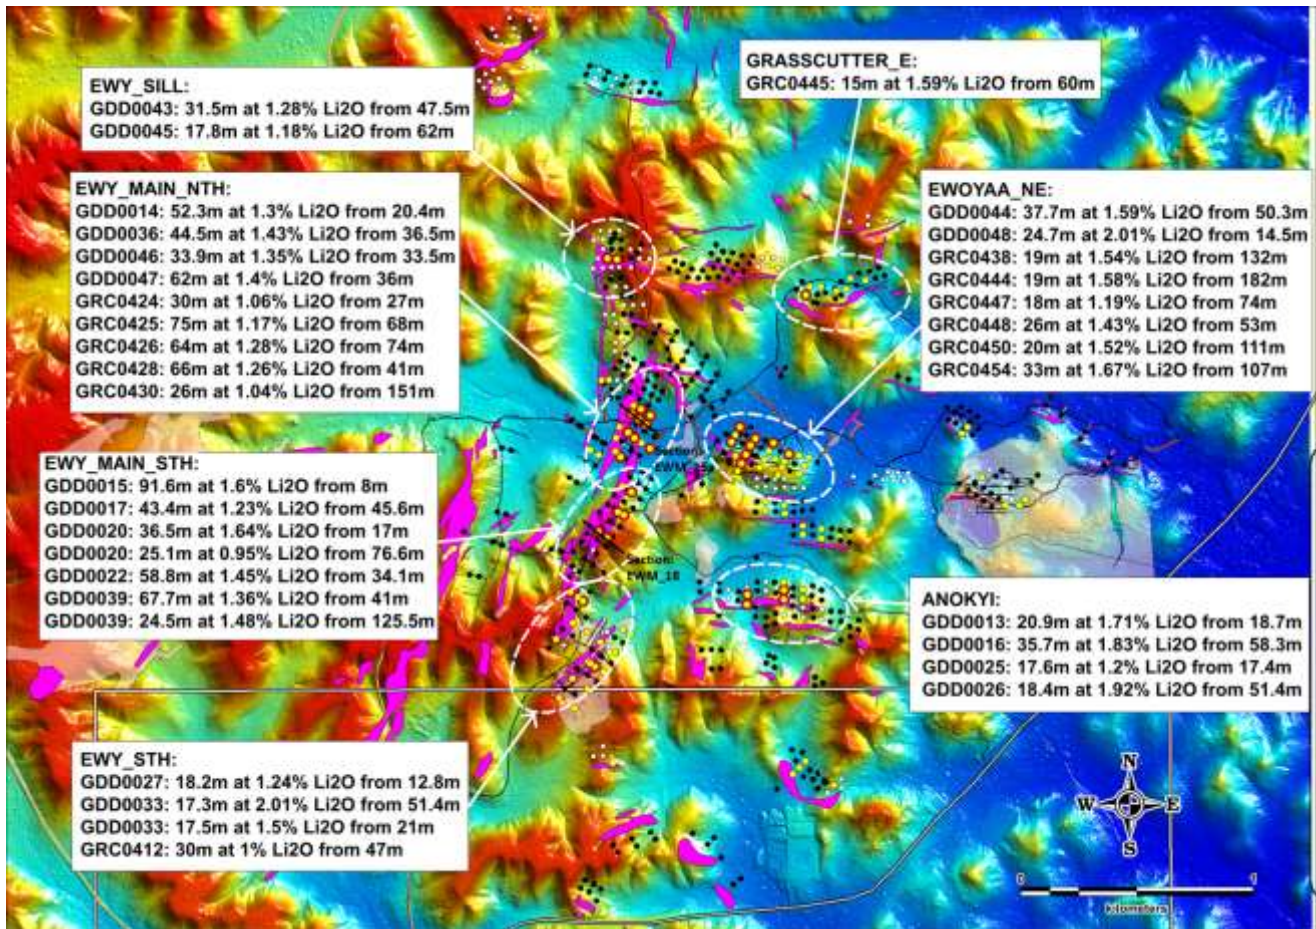 EWY_SILL:
GDD0043: 31.5m at 1.28% Li2O from 47.5m
GDD0045: 17.8m at 1.18% Li2O from 62m
GRASSCUTTER_E:
GRC0445: 15m at 1.59% Li2O from 60m
EWY_MAIN_NTH:
GDD0014: 52.3m at 1.3% Li2O from 20.4m
GDD0036: 44.5m at 1.43% Li2O from 36.5m
GDD0046: 33.9m at 1.35% Li2O from 33.5m
GDD0047: 62m at 1.4% Li2O from 36m
GRC0424: 30m at 1.06% Li2O from 27m
GRC0425: 75m at 1.17% Li2O from 68m
GRC0426: 64m at 1.28% Li2O from 74m
GRC0428: 66m at 1.26% Li2O from 41m
GRC0430: 26m at 1.04% Li2O from 151m
EWOYAA_NE:
GDD0044: 37.7m at 1.59% Li2O from 50.3m
GDD0048: 24.7m at 2.01% Li2O from 14.5m
GRC0438: 19m at 1.54% Li2O from 132m
GRC0444: 19m at 1.58% Li2O from 182m
GRC0447: 18m at 1.19% Li2O from 74m
GRC0448: 26m at 1.43% Li2O from 53m
GRC0450: 20m at 1.52% Li2O from 111m
GRC0454: 33m at 1.67% Li2O from 107m
EWY_MAIN_STH:
GDD0015: 91.6m at 1.6% Li2O from 8m
GDD0017: 43.4m at 1.23% Li2O from 45.6m
GDD0020: 36.5m at 1.64% Li2O from 17m
GDD0020: 25.1m at 0.95% Li2O from 76.6m
GDD0022: 58.8m at 1.45% Li2O from 34.1m
GDD0039: 67.7m at 1.36% Li2O from 41m
GDD0039: 24.5m at 1.48% Li2O from 125.5m
Section:
Section:
EWM_18
ANOKYI:
GDD0013: 20.9m at 1.71% Li2O from 18.7m
GDD0016: 35.7m at 1.83% Li2O from 58.3m
GDD0025: 17.6m at 1.2% Li2O from 17.4m
GDD0026: 18.4m at 1.92% Li2O from 51.4m
EWY_STH:
GDD0027: 18.2m at 1.24% Li2O from 12.8m
GDD0033: 17.3m at 2.01% Li2O from 51.4m
GDD0033: 17.5m at 1.5% Li2O from 21m
GRC0412: 30m at 1% Li2O from 47m
N
W E
S
0 1
kilometers